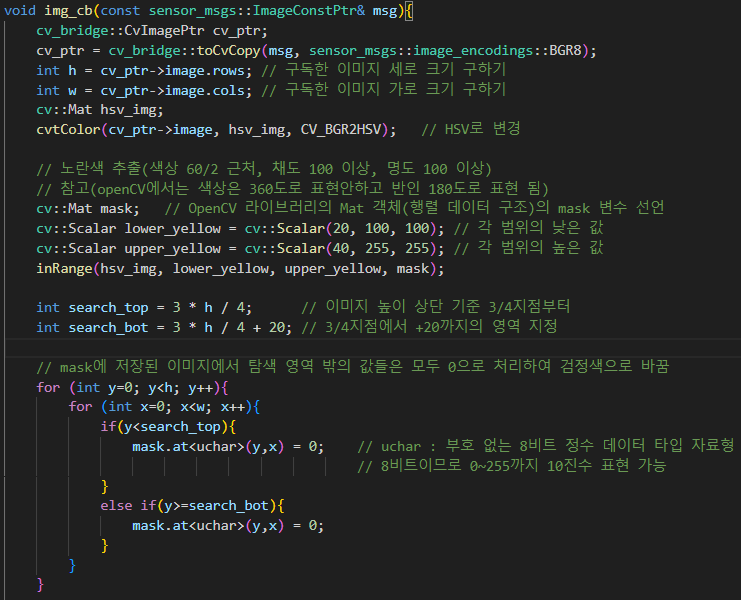 void img_cb(const sensor_msgs::ImageConstPtr& msg){
    cv_bridge::CvImagePtr cv_ptr;
    cv_ptr = cv_bridge::toCvCopy(msg, sensor_msgs::image_encodings::BGR8);
    int h = cv_ptr->image.rows; // 구독한 이미지 세로 크기 구하기
    int w = cv_ptr->image.cols; // 구독한 이미지 가로 크기 구하기
    cv::Mat hsv_img;
    cvtColor(cv_ptr->image, hsv_img, CV_BGR2HSV);   // HSV로 변경
    // 노란색 추출(색상 60/2 근처, 채도 100 이상, 명도 100 이상)
    // 참고(openCV에서는 색상은 360도로 표현안하고 반인 180도로 표현 됨)
    cv::Mat mask;   // OpenCV 라이브러리의 Mat 객체(행렬 데이터 구조)의 mask 변수 선언
    cv::Scalar lower_yellow = cv::Scalar(20, 100, 100); // 각 범위의 낮은 값
    cv::Scalar upper_yellow = cv::Scalar(40, 255, 255); // 각 범위의 높은 값
    inRange(hsv_img, lower_yellow, upper_yellow, mask);
    int search_top = 3 * h / 4;      // 이미지 높이 상단 기준 3/4지점부터
    int search_bot = 3 * h / 4 + 20; // 3/4지점에서 +20까지의 영역 지정
    // mask에 저장된 이미지에서 탐색 영역 밖의 값들은 모두 0으로 처리하여 검정색으로 바꿈
    for (int y=0; y<h; y++){
        for (int x=0; x<w; x++){
            if(y<search_top){
                mask.at<uchar>(y,x) = 0;    // uchar : 부호 없는 8비트 정수 데이터 타입 자료형
                                            // 8비트이므로 0~255까지 10진수 표현 가능
            }
            else if(y>=search_bot){
                mask.at<uchar>(y,x) = 0;
            }
        }
    }